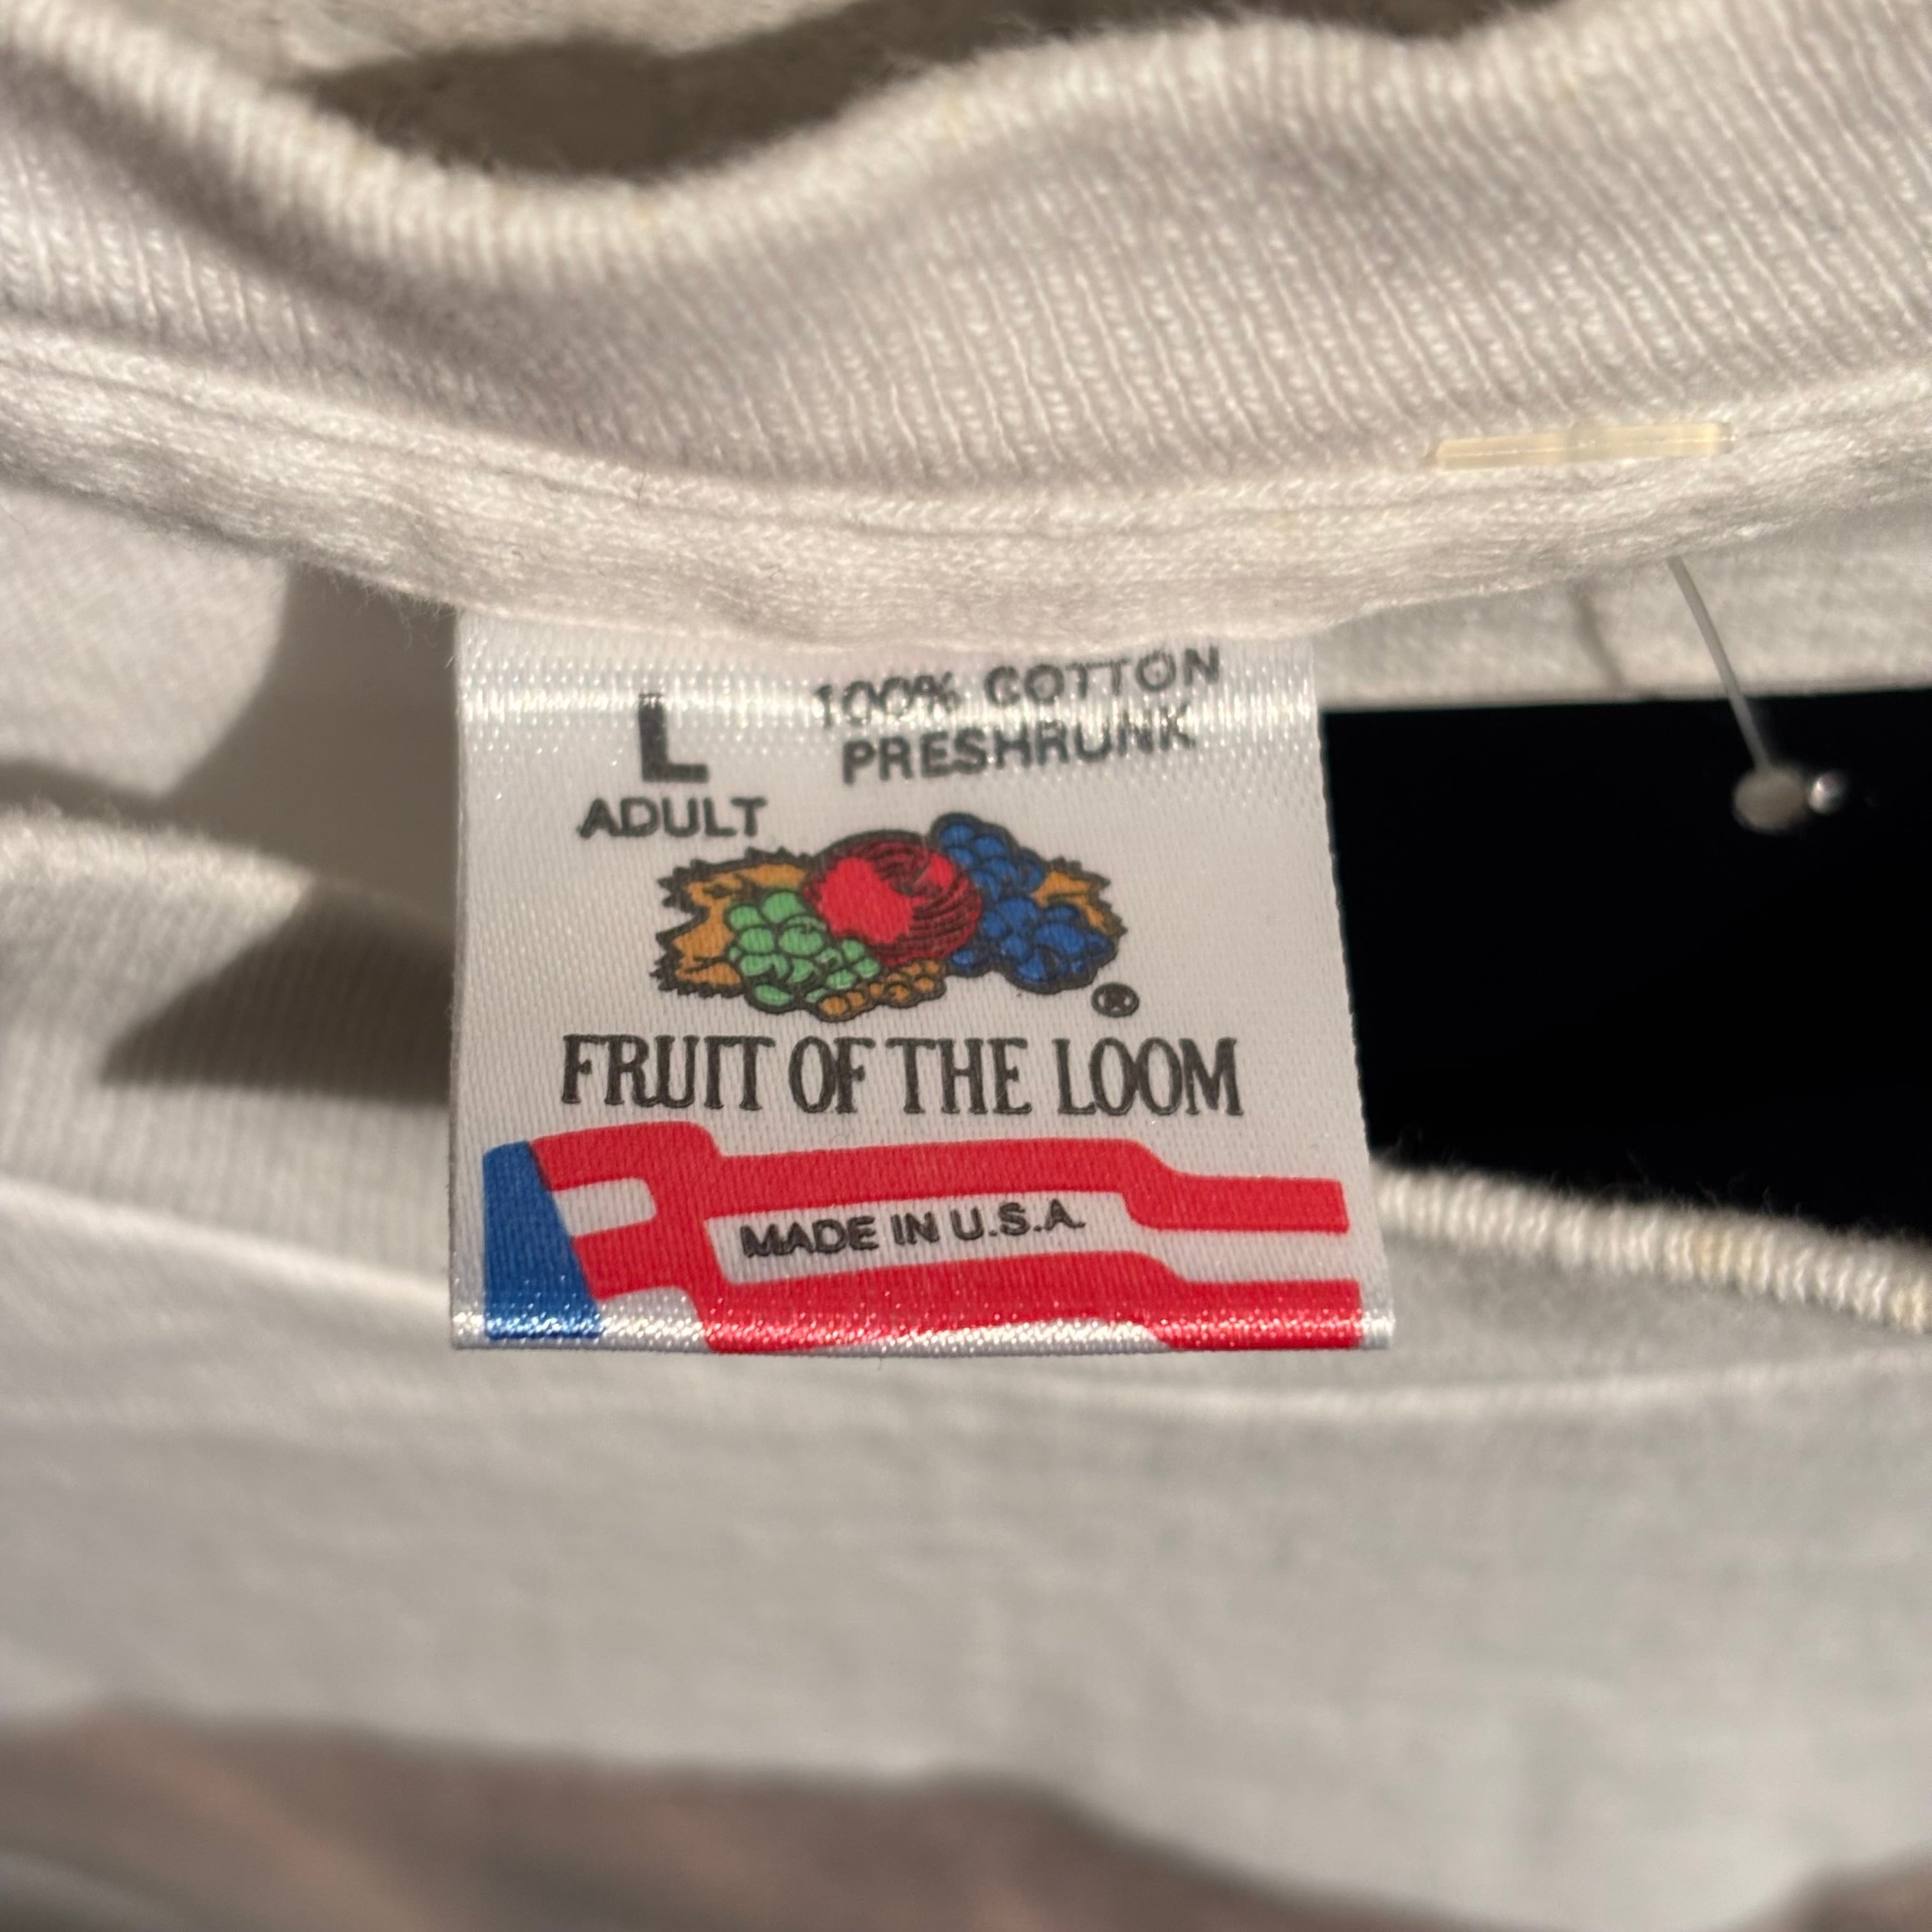 100% COTTON
L PRESHRUNK
ADULT
®
FRUIT OF THE LOOM
MADE IN U.S.A.